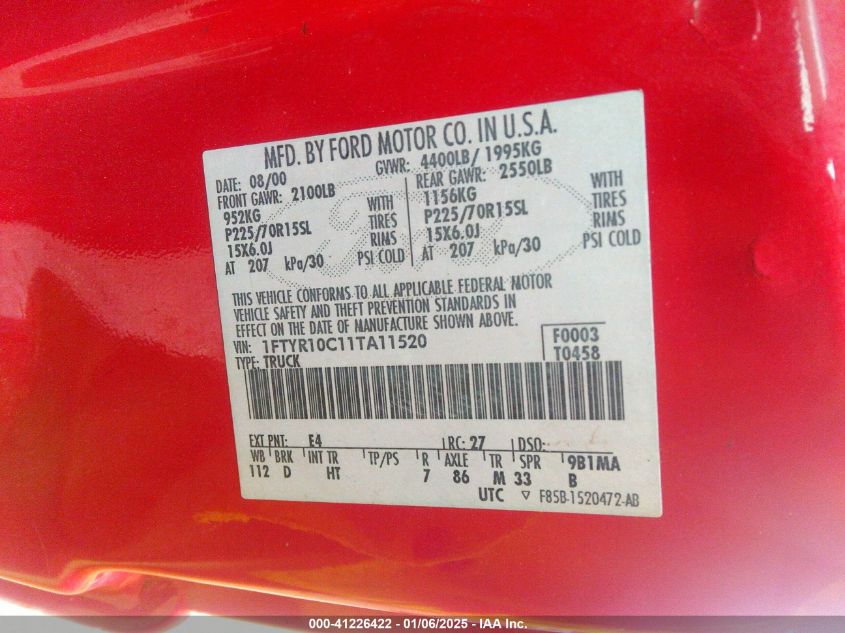 MFD. BY FORD MOTOR CO. IN U.S.A.
DATE: 08/00 GVWR: 4400LB/ 1995KG
FRONT GAWR: 2100LB REAR GAWR: 2550LB
952KG WITH 1156KG WITH
P225/70R15SL TIRES P225/70R15SL TIRES
15X6.0J RIMS 15X6.0J RIMS
AT 207 kPa/30 PSI COLD AT 207 kPa/30 PSI COLD
THIS VEHICLE CONFORMS TO ALL APPLICABLE FEDERAL MOTOR
VEHICLE SAFETY AND THEFT PREVENTION STANDARDS IN
EFFECT ON THE DATE OF MANUFACTURE SHOWN ABOVE.
VIN: 1FTYR10C11TA11520 F0003
TYPE: TRUCK T0458
EXT PNT: E4 RC: 27 DSO:
WB BRK INT TR TP/PS R AXLE TR SPR 9B1MA
112 D HT 7 86 M 33 B
UTC ▽ F85B-1520472-AB
000-41226422 - 01/06/2025 - IAA Inc.